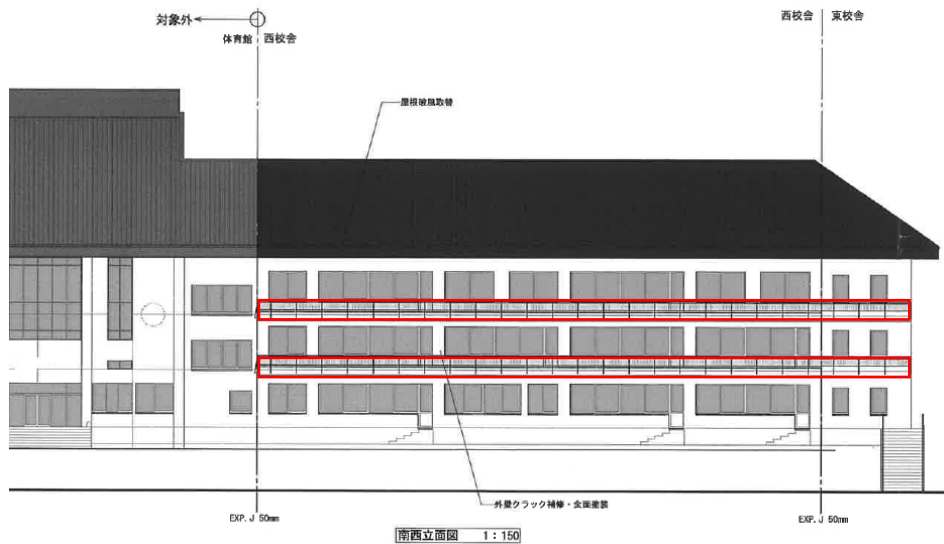 対象外
体育館 西校舎
西校舎 東校舎
屋根破風取替
外壁クラック補修・全面塗装
EXP.J 50mm
EXP.J 50mm
南西立面図 1:150